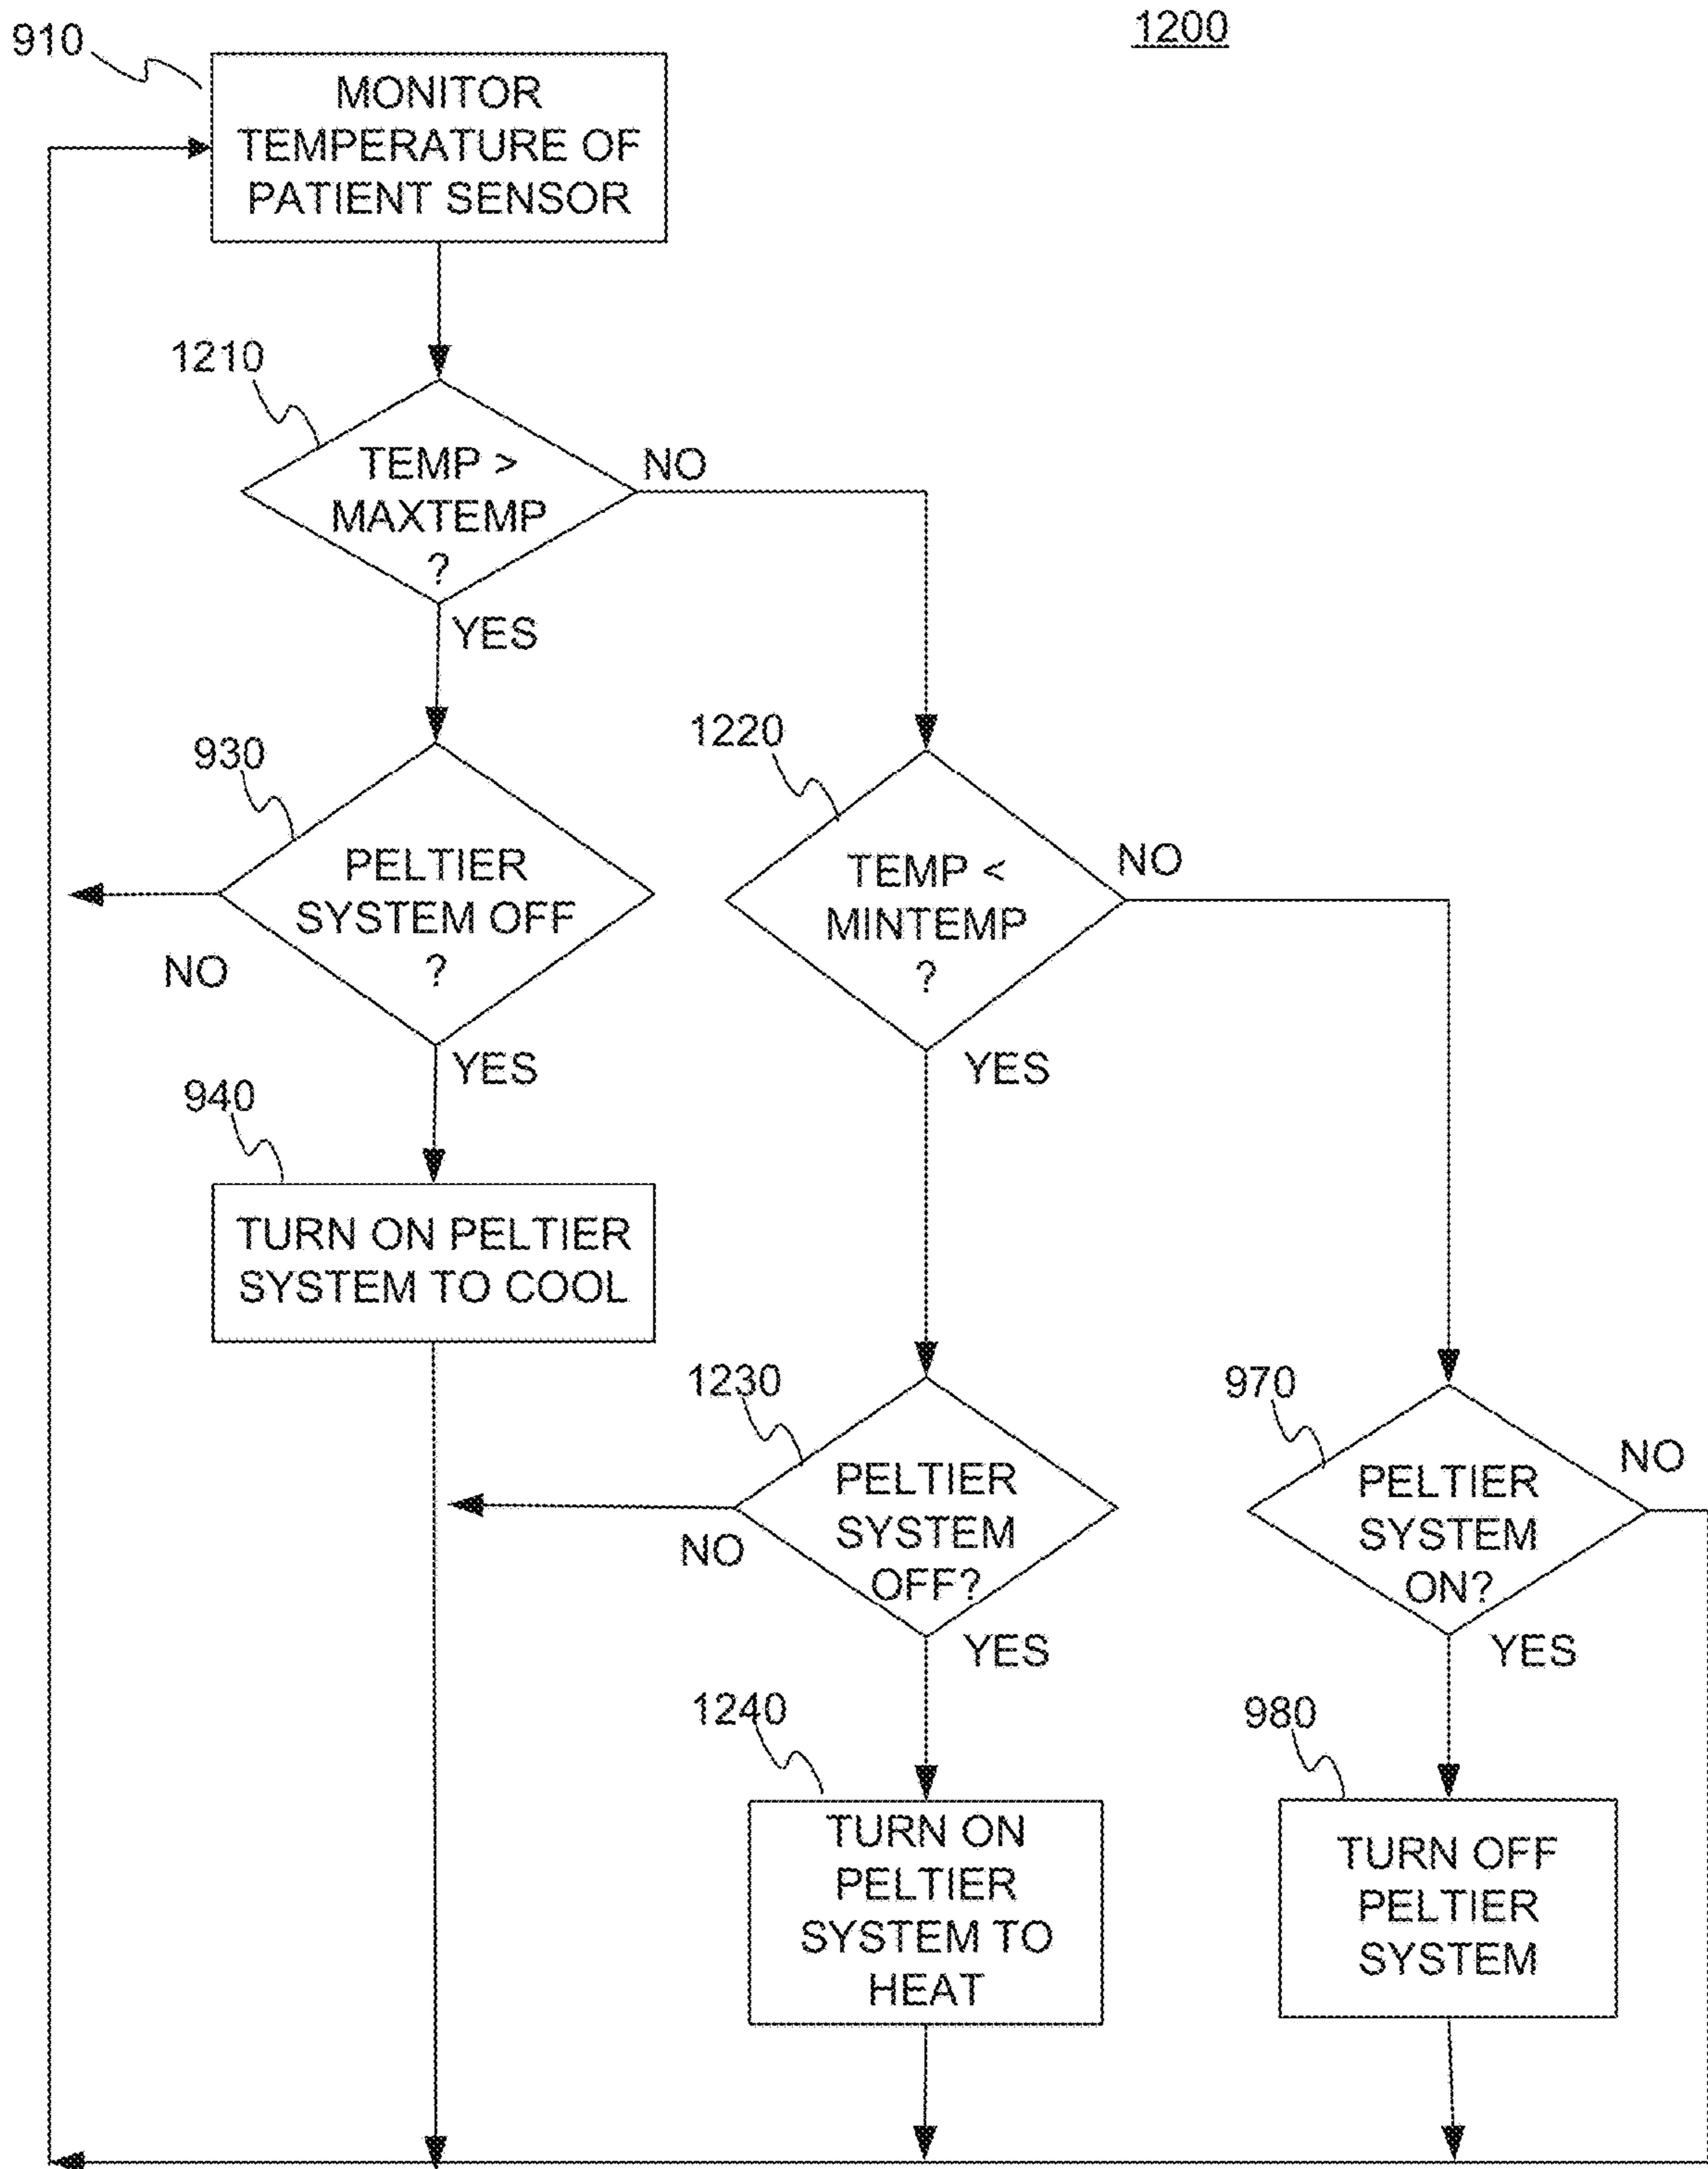 1200
910
MONITOR
TEMPERATURE OF
PATIENT SENSOR
1210
TEMP >
MAXTEMP
?
NO
YES
930
PELTIER
SYSTEM OFF
?
NO
YES
1220
TEMP <
MINTEMP
?
NO
YES
940
TURN ON PELTIER
SYSTEM TO COOL
1230
PELTIER
SYSTEM
OFF?
NO
YES
970
PELTIER
SYSTEM
ON?
NO
YES
1240
TURN ON
PELTIER
SYSTEM TO
HEAT
980
TURN OFF
PELTIER
SYSTEM